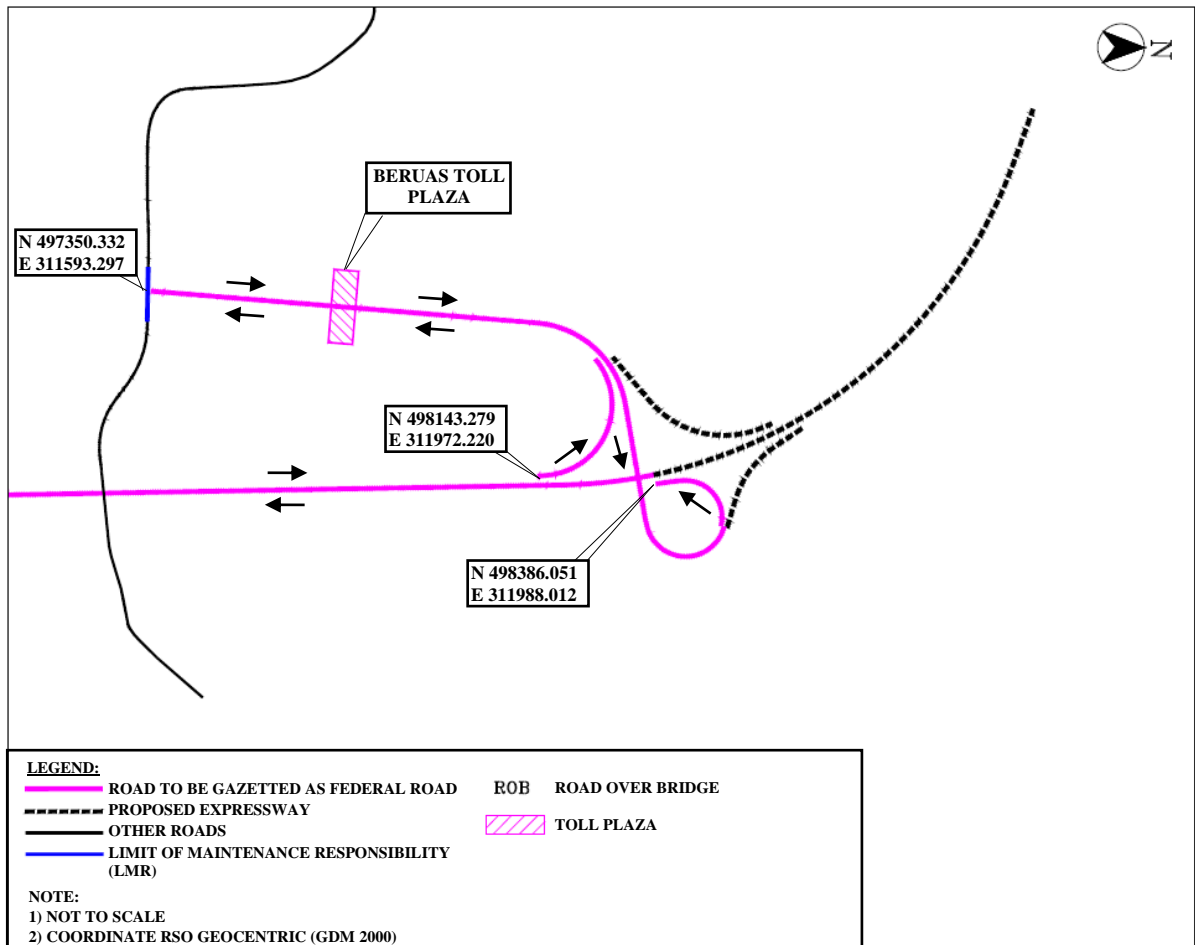 N
BERUAS TOLL
PLAZA
N 497350.332
E 311593.297
N 498143.279
E 311972.220
N 498386.051
E 311988.012
LEGEND:
ROAD TO BE GAZETTED AS FEDERAL ROAD
PROPOSED EXPRESSWAY
OTHER ROADS
LIMIT OF MAINTENANCE RESPONSIBILITY
(LMR)
ROB ROAD OVER BRIDGE
TOLL PLAZA
NOTE:
1) NOT TO SCALE
2) COORDINATE RSO GEOCENTRIC (GDM 2000)